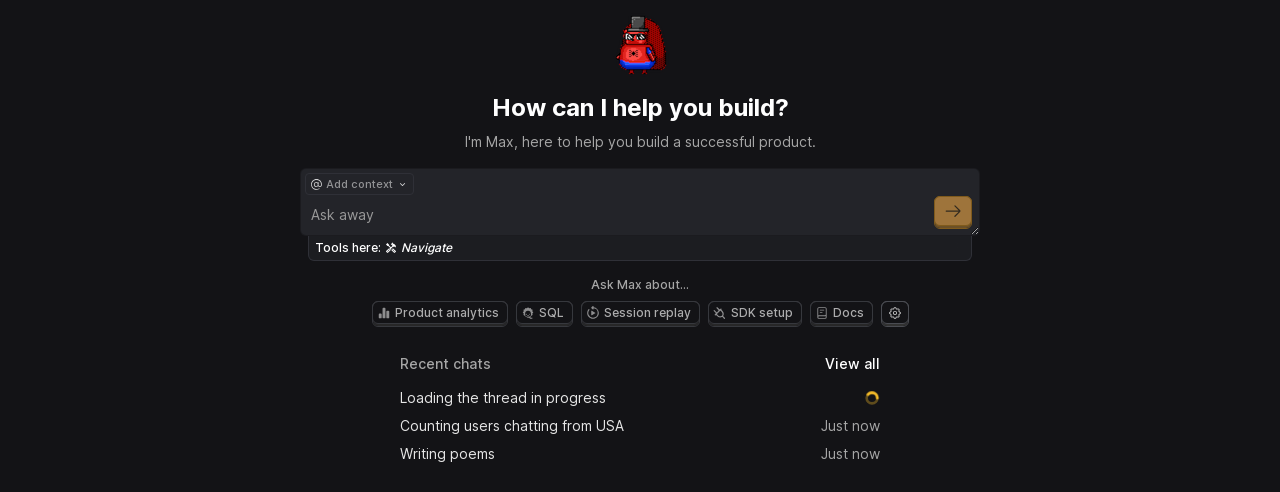 How can I help you build?
I'm Max, here to help you build a successful product.
@ Add context
Ask away
Tools here: Navigate
Ask Max about...
Product analytics SQL Session replay SDK setup Docs
Recent chats View all
Loading the thread in progress
Counting users chatting from USA Just now
Writing poems Just now